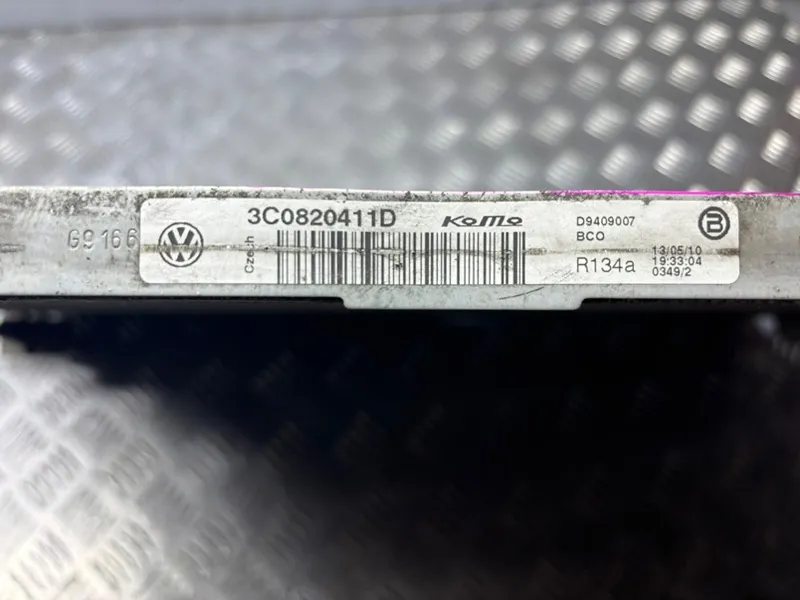 G9166
3C0820411D
Komo
Czech
D9409007
BCO
R134a
13/05/10
19:33:04
0349/2